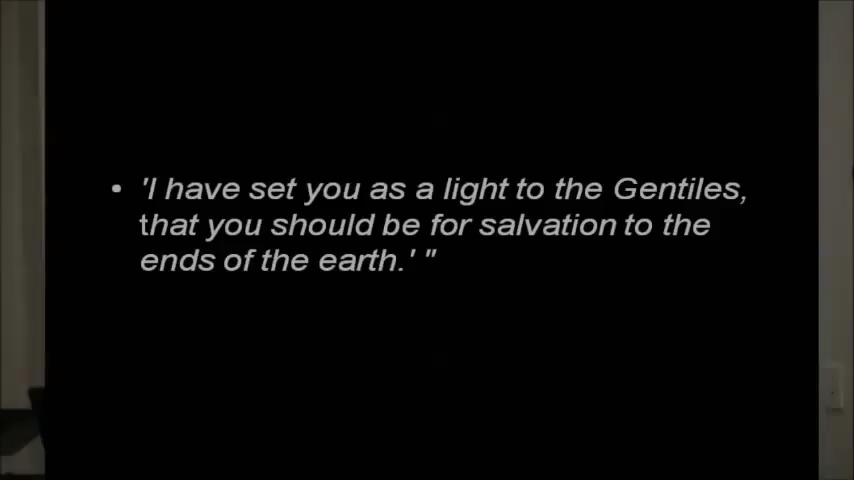 • 'I have set you as a light to the Gentiles,
that you should be for salvation to the
ends of the earth.' "